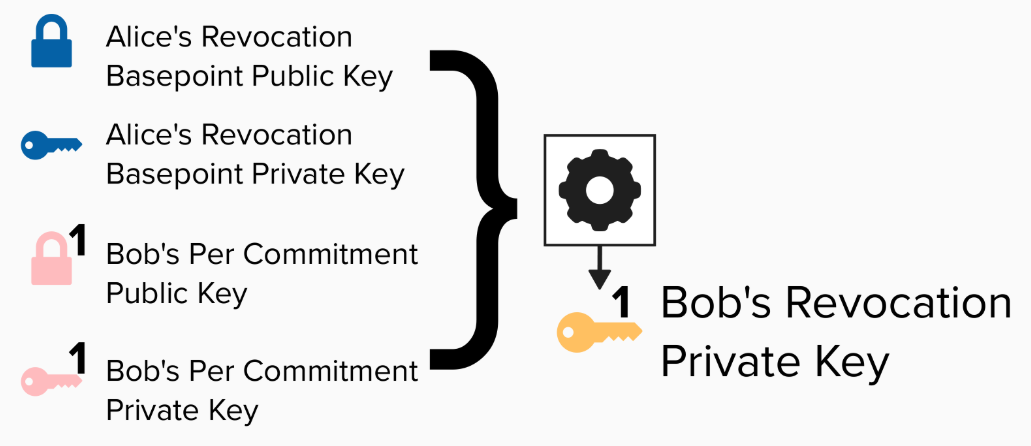 Alice's Revocation
Basepoint Public Key
Alice's Revocation
Basepoint Private Key
1
Bob's Per Commitment
Public Key
1
Bob's Per Commitment
Private Key
1
Bob's Revocation
Private Key